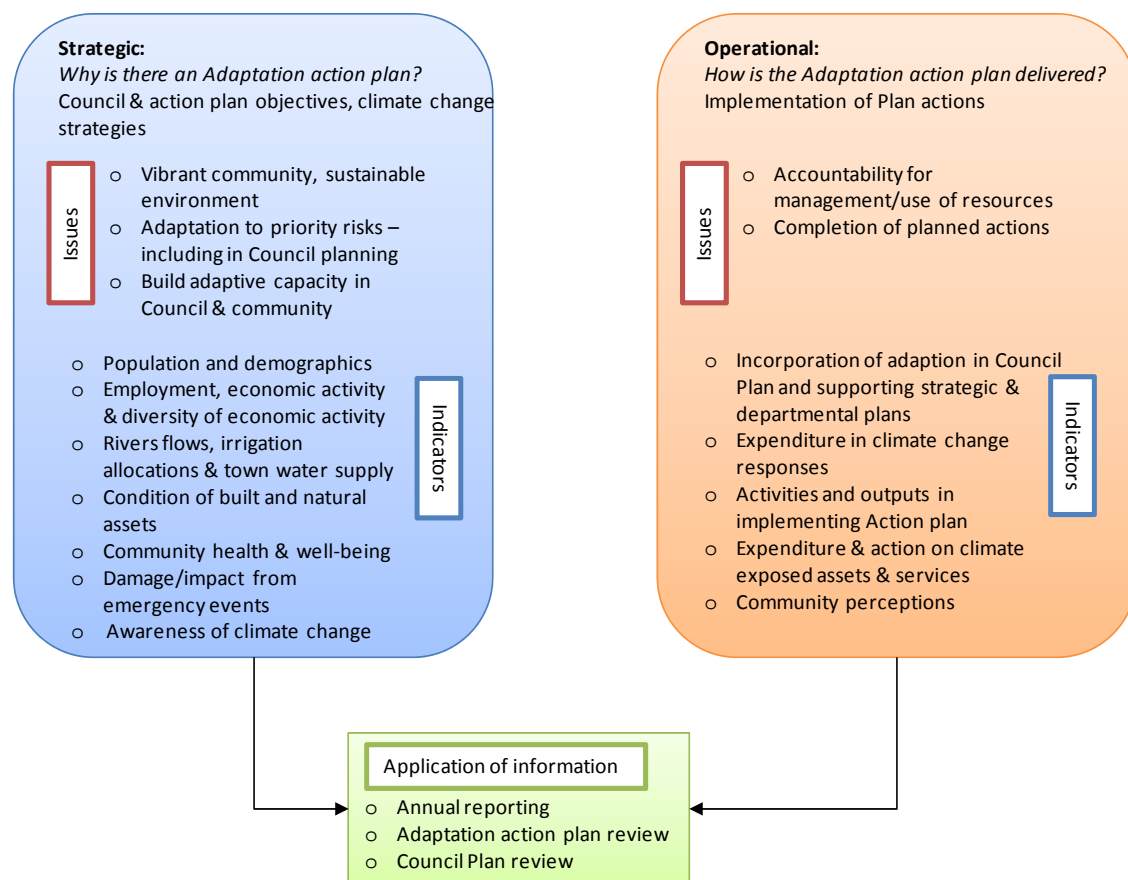 Strategic:
Why is there an Adaptation action plan?
Council & action plan objectives, climate change
strategies
Issues
o Vibrant community, sustainable
environment
o Adaptation to priority risks –
including in Council planning
o Build adaptive capacity in
Council & community
o Population and demographics
o Employment, economic activity
& diversity of economic activity
o Rivers flows, irrigation
allocations & town water supply
o Condition of built and natural
assets
o Community health & well-being
o Damage/impact from
emergency events
o Awareness of climate change
Indicators
Operational:
How is the Adaptation action plan delivered?
Implementation of Plan actions
Issues
o Accountability for
management/use of resources
o Completion of planned actions
o Incorporation of adaption in Council
Plan and supporting strategic &
departmental plans
o Expenditure in climate change
responses
o Activities and outputs in
implementing Action plan
o Expenditure & action on climate
exposed assets & services
o Community perceptions
Indicators
Application of information
o Annual reporting
o Adaptation action plan review
o Council Plan review